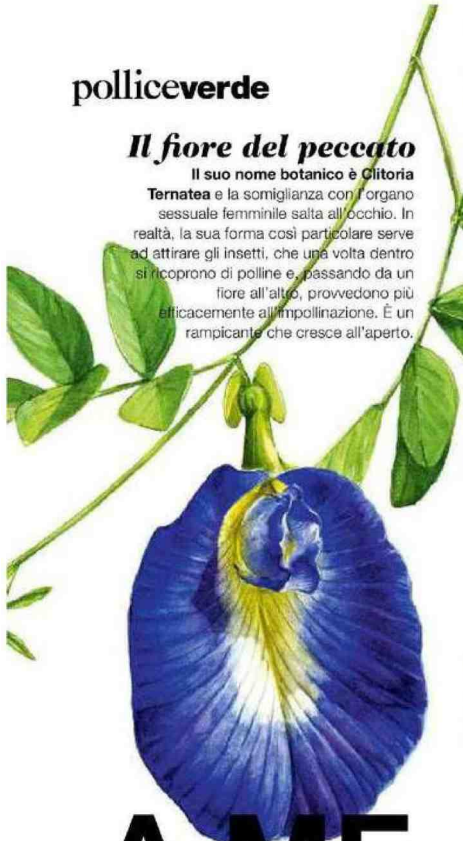 polliceverde
Il fiore del peccato
Il suo nome botanico è Clitoria
Ternatea e la somiglianza con l'organo
sessuale femminile salta all'occhio. In
realtà, la sua forma così particolare serve
ad attirare gli insetti, che una volta dentro
si ricoprono di polline e, passando da un
fiore all'altro, provvedono più
efficacemente all'impollinazione. È un
rampicante che cresce all'aperto.
A ME